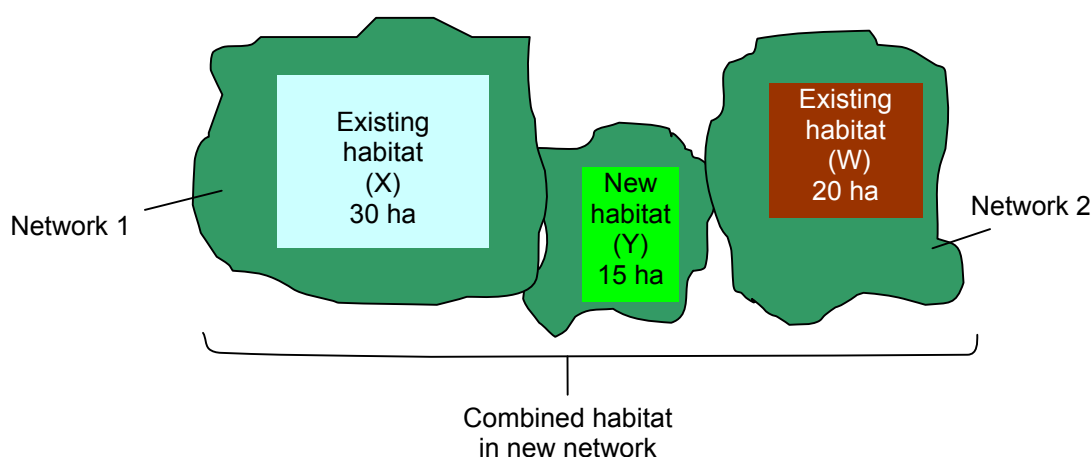 Existing
habitat
(X)
30 ha
New
habitat
(Y)
15 ha
Existing
habitat
(W)
20 ha
Network 1
Network 2
Combined habitat
in new network